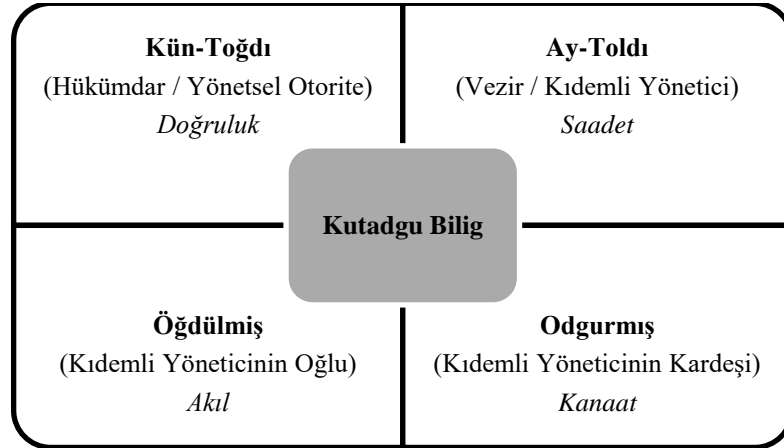 Kün-Toğdı
(Hükümdar / Yönetsel Otorite)
Doğruluk
Ay-Toldı
(Vezir / Kıdemli Yönetici)
Saadet
Kutadgu Bilig
Öğdülmiş
(Kıdemli Yöneticinin Oğlu)
Akıl
Odgurmış
(Kıdemli Yöneticinin Kardeşi)
Kanaat